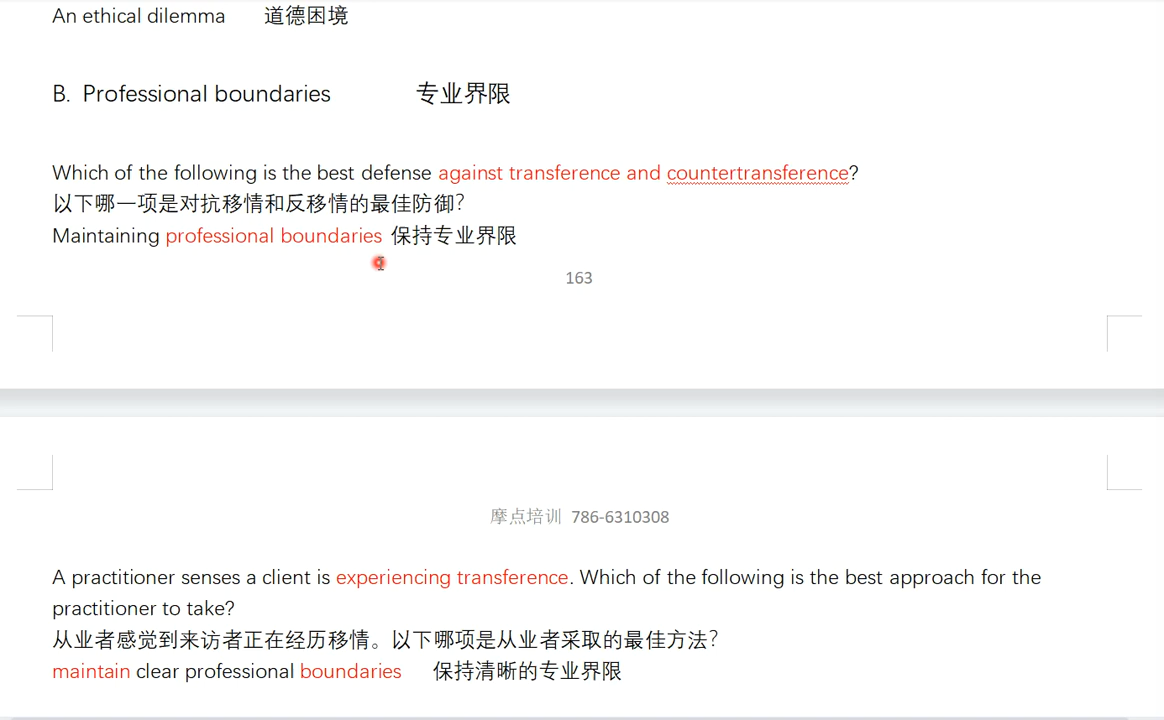 An ethical dilemma 道德困境
B. Professional boundaries 专业界限
Which of the following is the best defense against transference and countertransference?
以下哪一项是对抗移情和反移情的最佳防御?
Maintaining professional boundaries 保持专业界限
163
摩点培训 786-6310308
A practitioner senses a client is experiencing transference. Which of the following is the best approach for the
practitioner to take?
从业者感觉到来访者正在经历移情。以下哪项是从业者采取的最佳方法?
maintain clear professional boundaries 保持清晰的专业界限